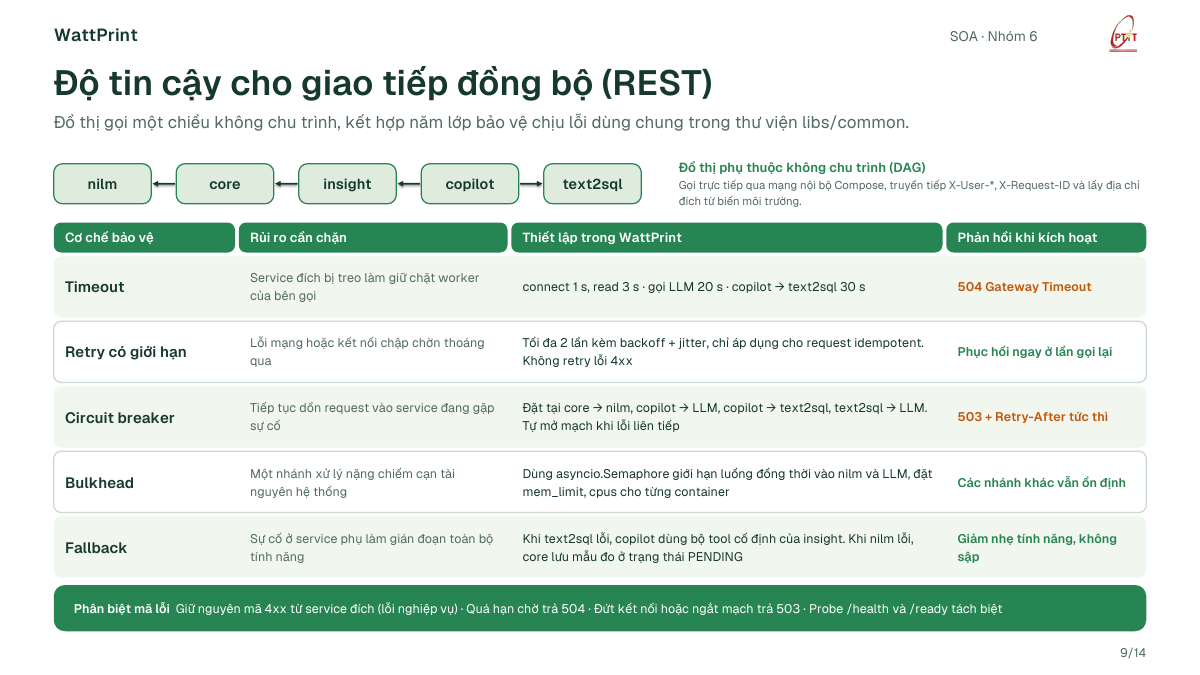 WattPrint
SOA · Nhóm 6
PTIT
Độ tin cậy cho giao tiếp đồng bộ (REST)
Đồ thị gọi một chiều không chu trình, kết hợp năm lớp bảo vệ chịu lỗi dùng chung trong thư viện libs/common.
nilm
core
insight
copilot
text2sql
Đồ thị phụ thuộc không chu trình (DAG)
Gọi trực tiếp qua mạng nội bộ Compose, truyền tiếp X-User-*, X-Request-ID và lấy địa chỉ
đích từ biến môi trường.
Cơ chế bảo vệ
Rủi ro cần chặn
Thiết lập trong WattPrint
Phản hồi khi kích hoạt
Timeout
Service đích bị treo làm giữ chặt worker
của bên gọi
connect 1 s, read 3 s · gọi LLM 20 s · copilot → text2sql 30 s
504 Gateway Timeout
Retry có giới hạn
Lỗi mạng hoặc kết nối chập chờn thoáng
qua
Tối đa 2 lần kèm backoff + jitter, chỉ áp dụng cho request idempotent.
Không retry lỗi 4xx
Phục hồi ngay ở lần gọi lại
Circuit breaker
Tiếp tục dồn request vào service đang gặp
sự cố
Đặt tại core → nilm, copilot → LLM, copilot → text2sql, text2sql → LLM.
Tự mở mạch khi lỗi liên tiếp
503 + Retry-After tức thì
Bulkhead
Một nhánh xử lý nặng chiếm cạn tài
nguyên hệ thống
Dùng asyncio.Semaphore giới hạn luồng đồng thời vào nilm và LLM, đặt
mem_limit, cpus cho từng container
Các nhánh khác vẫn ổn định
Fallback
Sự cố ở service phụ làm gián đoạn toàn bộ
tính năng
Khi text2sql lỗi, copilot dùng bộ tool cố định của insight. Khi nilm lỗi,
core lưu mẫu đo ở trạng thái PENDING
Giảm nhẹ tính năng, không
sập
Phân biệt mã lỗi Giữ nguyên mã 4xx từ service đích (lỗi nghiệp vụ) · Quá hạn chờ trả 504 · Đứt kết nối hoặc ngắt mạch trả 503 · Probe /health và /ready tách biệt
9/14